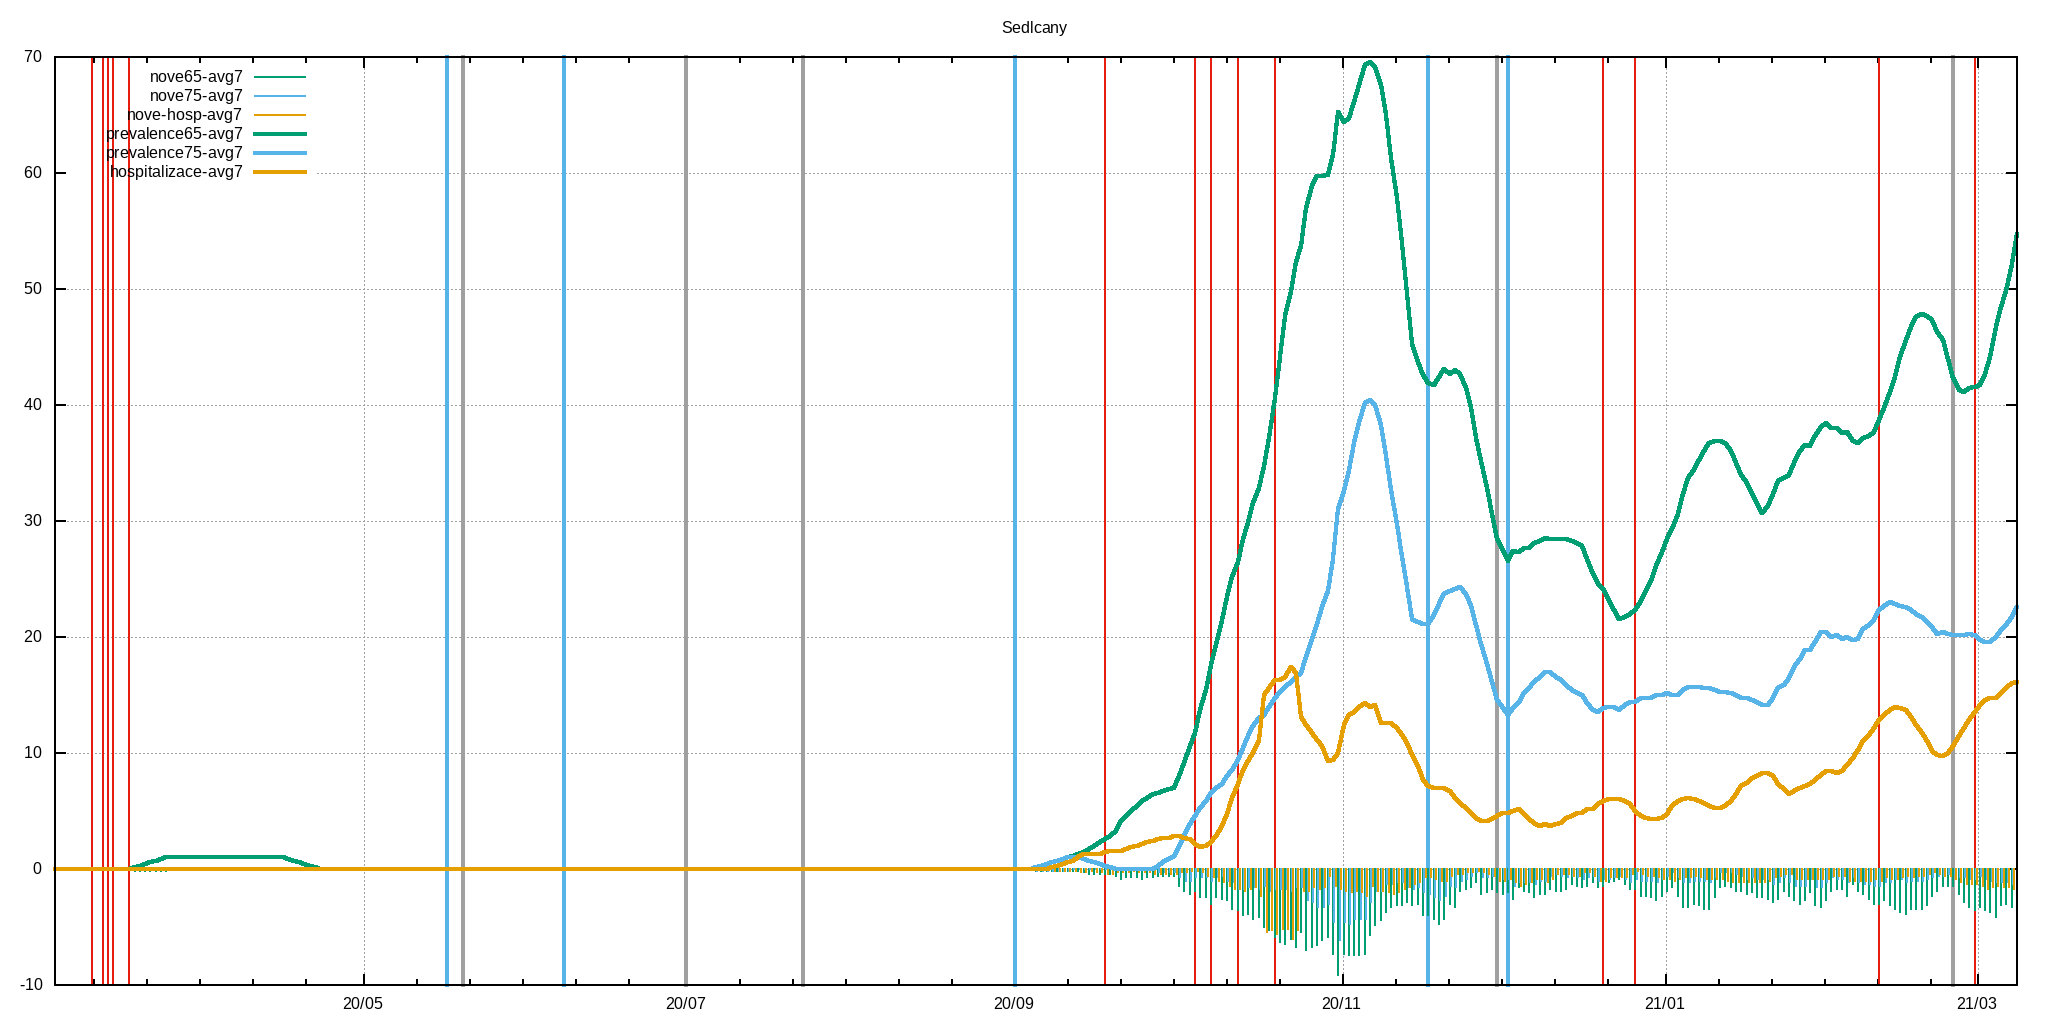 Sedlcany
70
60
50
40
30
20
10
0
-10
nove65-avg7
nove75-avg7
nove-hosp-avg7
prevalence65-avg7
prevalence75-avg7
hospitalizace-avg7
20/05
20/07
20/09
20/11
21/01
21/03